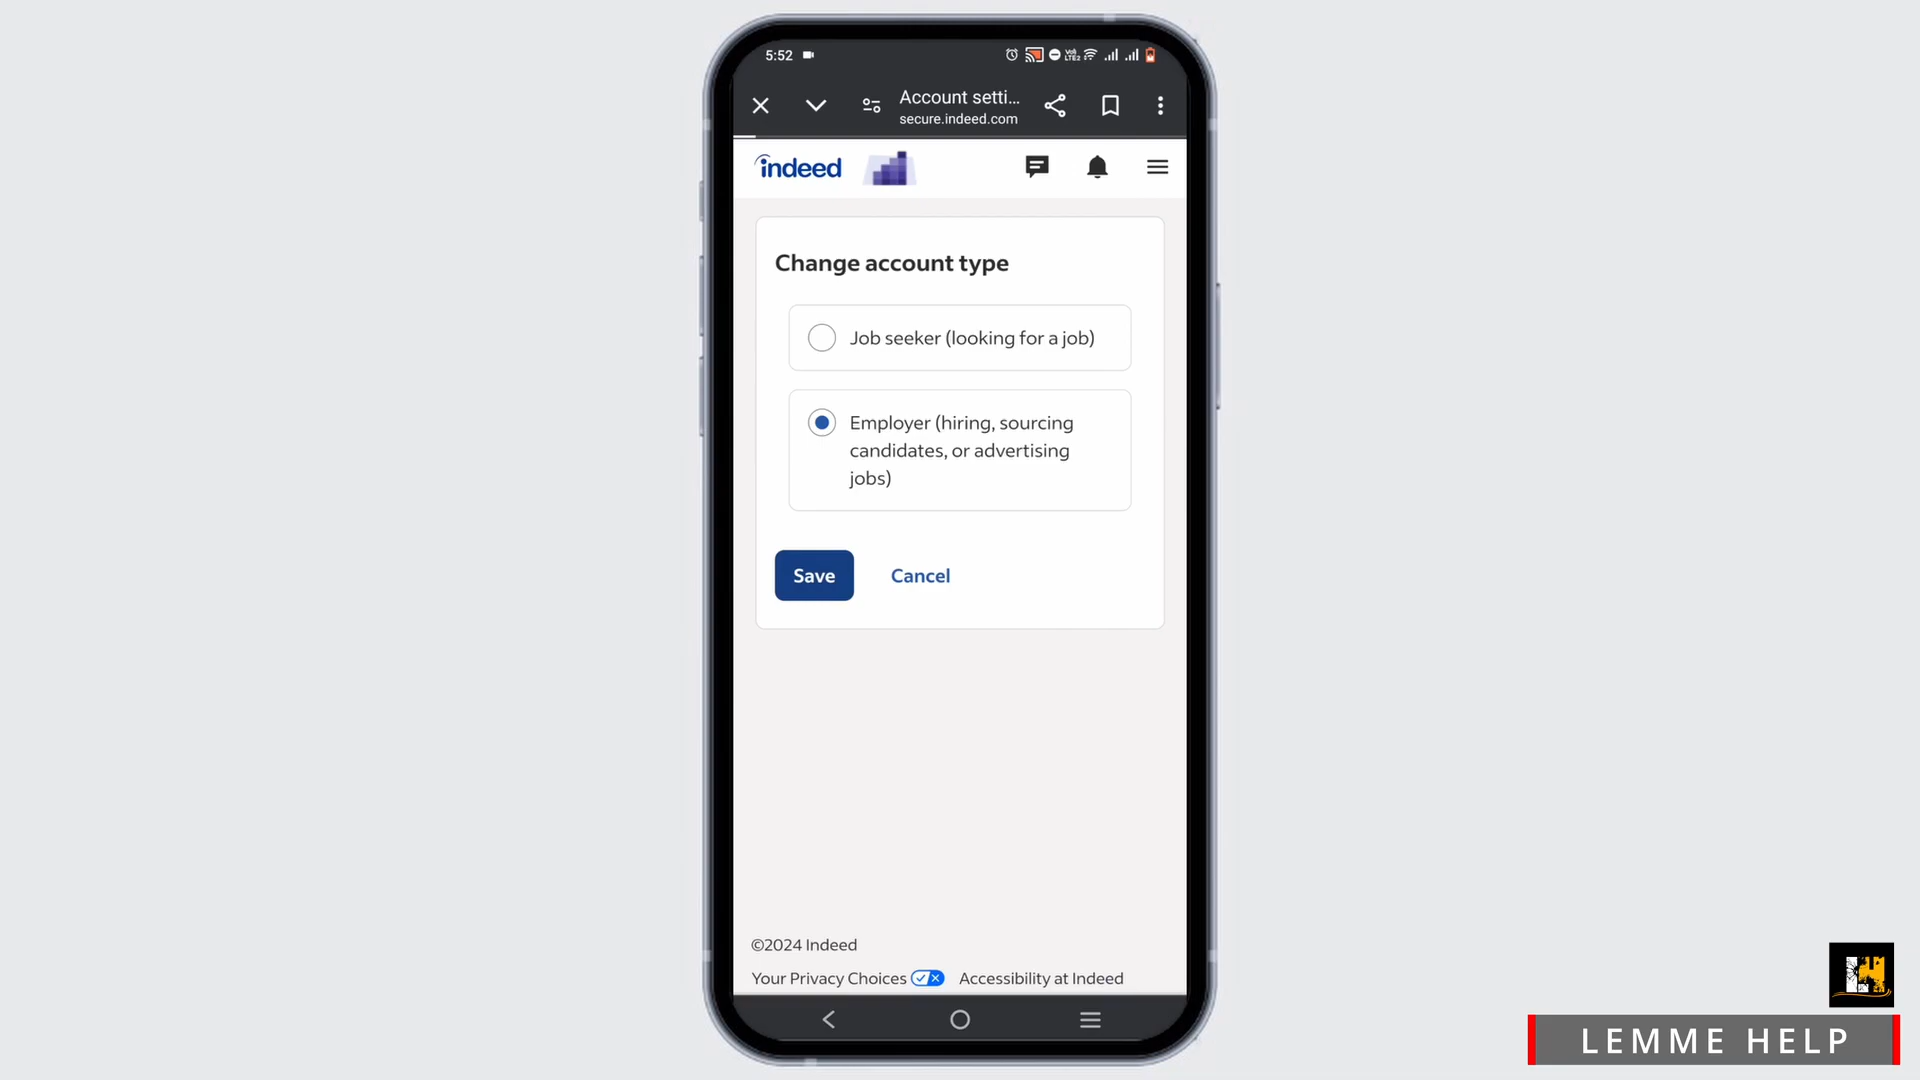 5:52
Account setti...
secure.indeed.com
indeed
Change account type
Job seeker (looking for a job)
Employer (hiring, sourcing
candidates, or advertising
jobs)
Save Cancel
©2024 Indeed
Your Privacy Choices Accessibility at Indeed
LEMME HELP